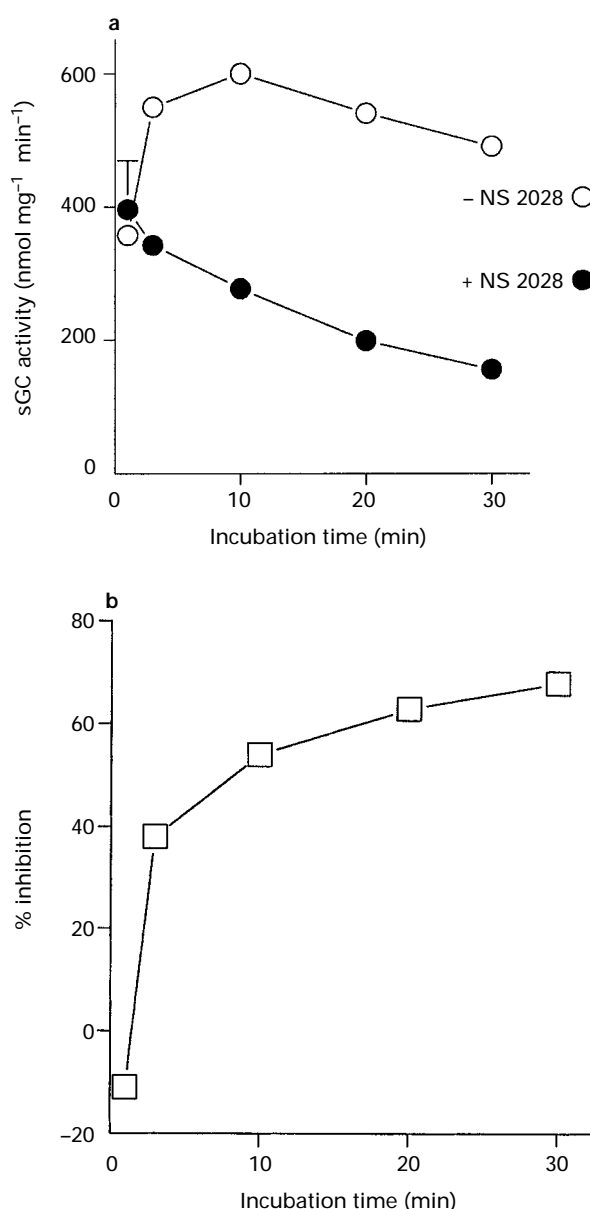 a
600
400
200
0
sGC activity (nmol mg⁻¹ min⁻¹)
– NS 2028
+ NS 2028
0 10 20 30
Incubation time (min)
b
80
60
40
20
0
–20
% inhibition
0 10 20 30
Incubation time (min)